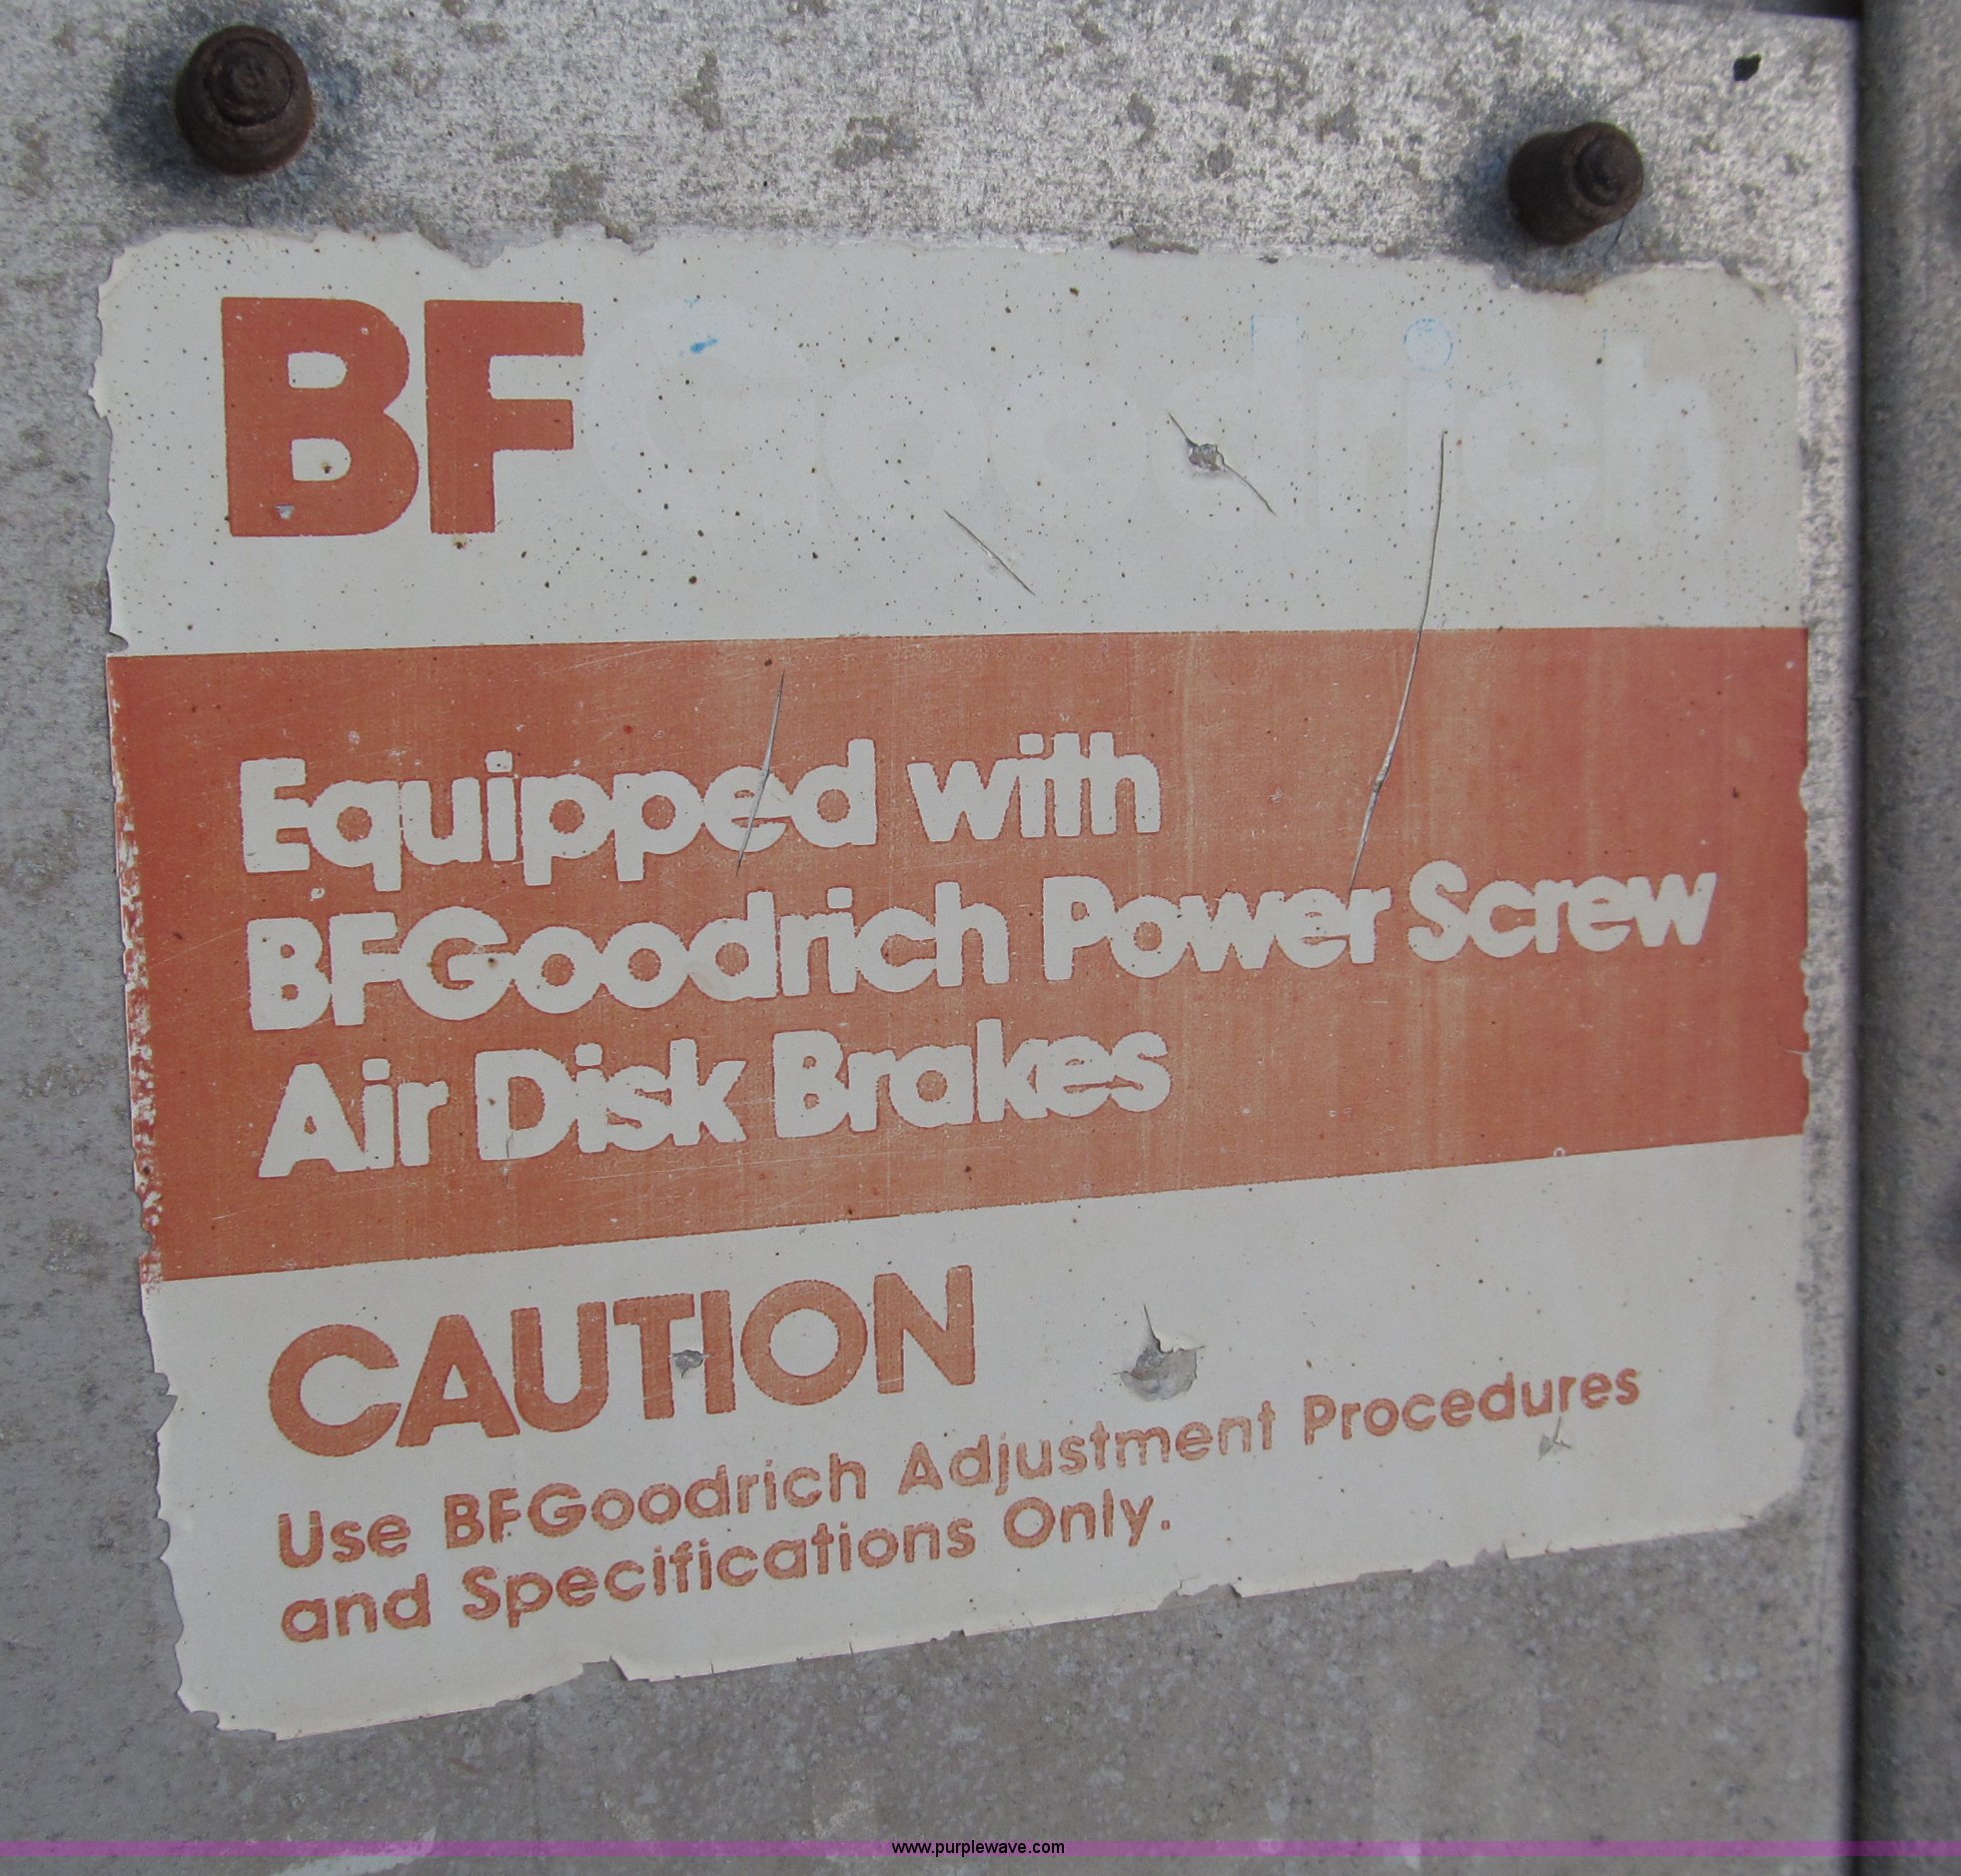 BFGoodrich
Equipped with
BFGoodrich Power Screw
Air Disk Brakes
CAUTION
Use BFGoodrich Adjustment Procedures
and Specifications Only.
www.purplewave.com